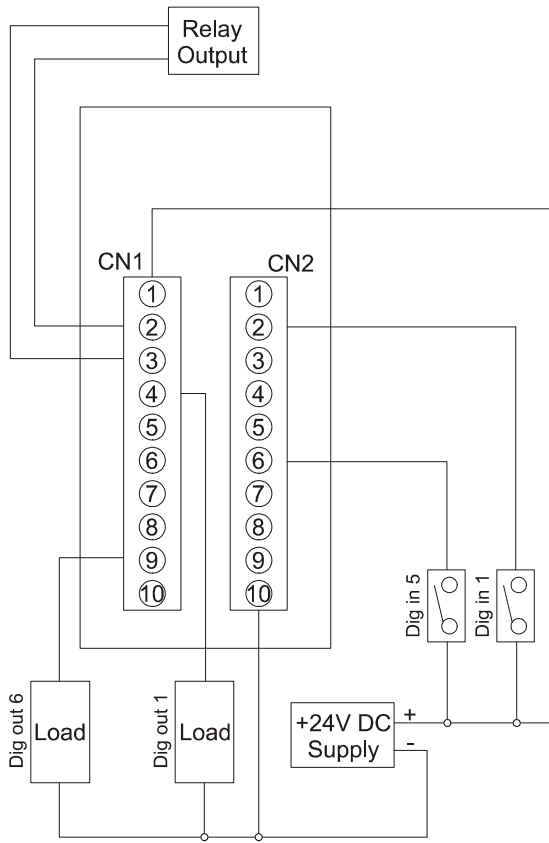 Relay
Output
CN1
CN2
1
2
3
4
5
6
7
8
9
10
1
2
3
4
5
6
7
8
9
10
Dig in 5
Dig in 1
Dig out 6
Load
Dig out 1
Load
+24V DC
Supply
+
-